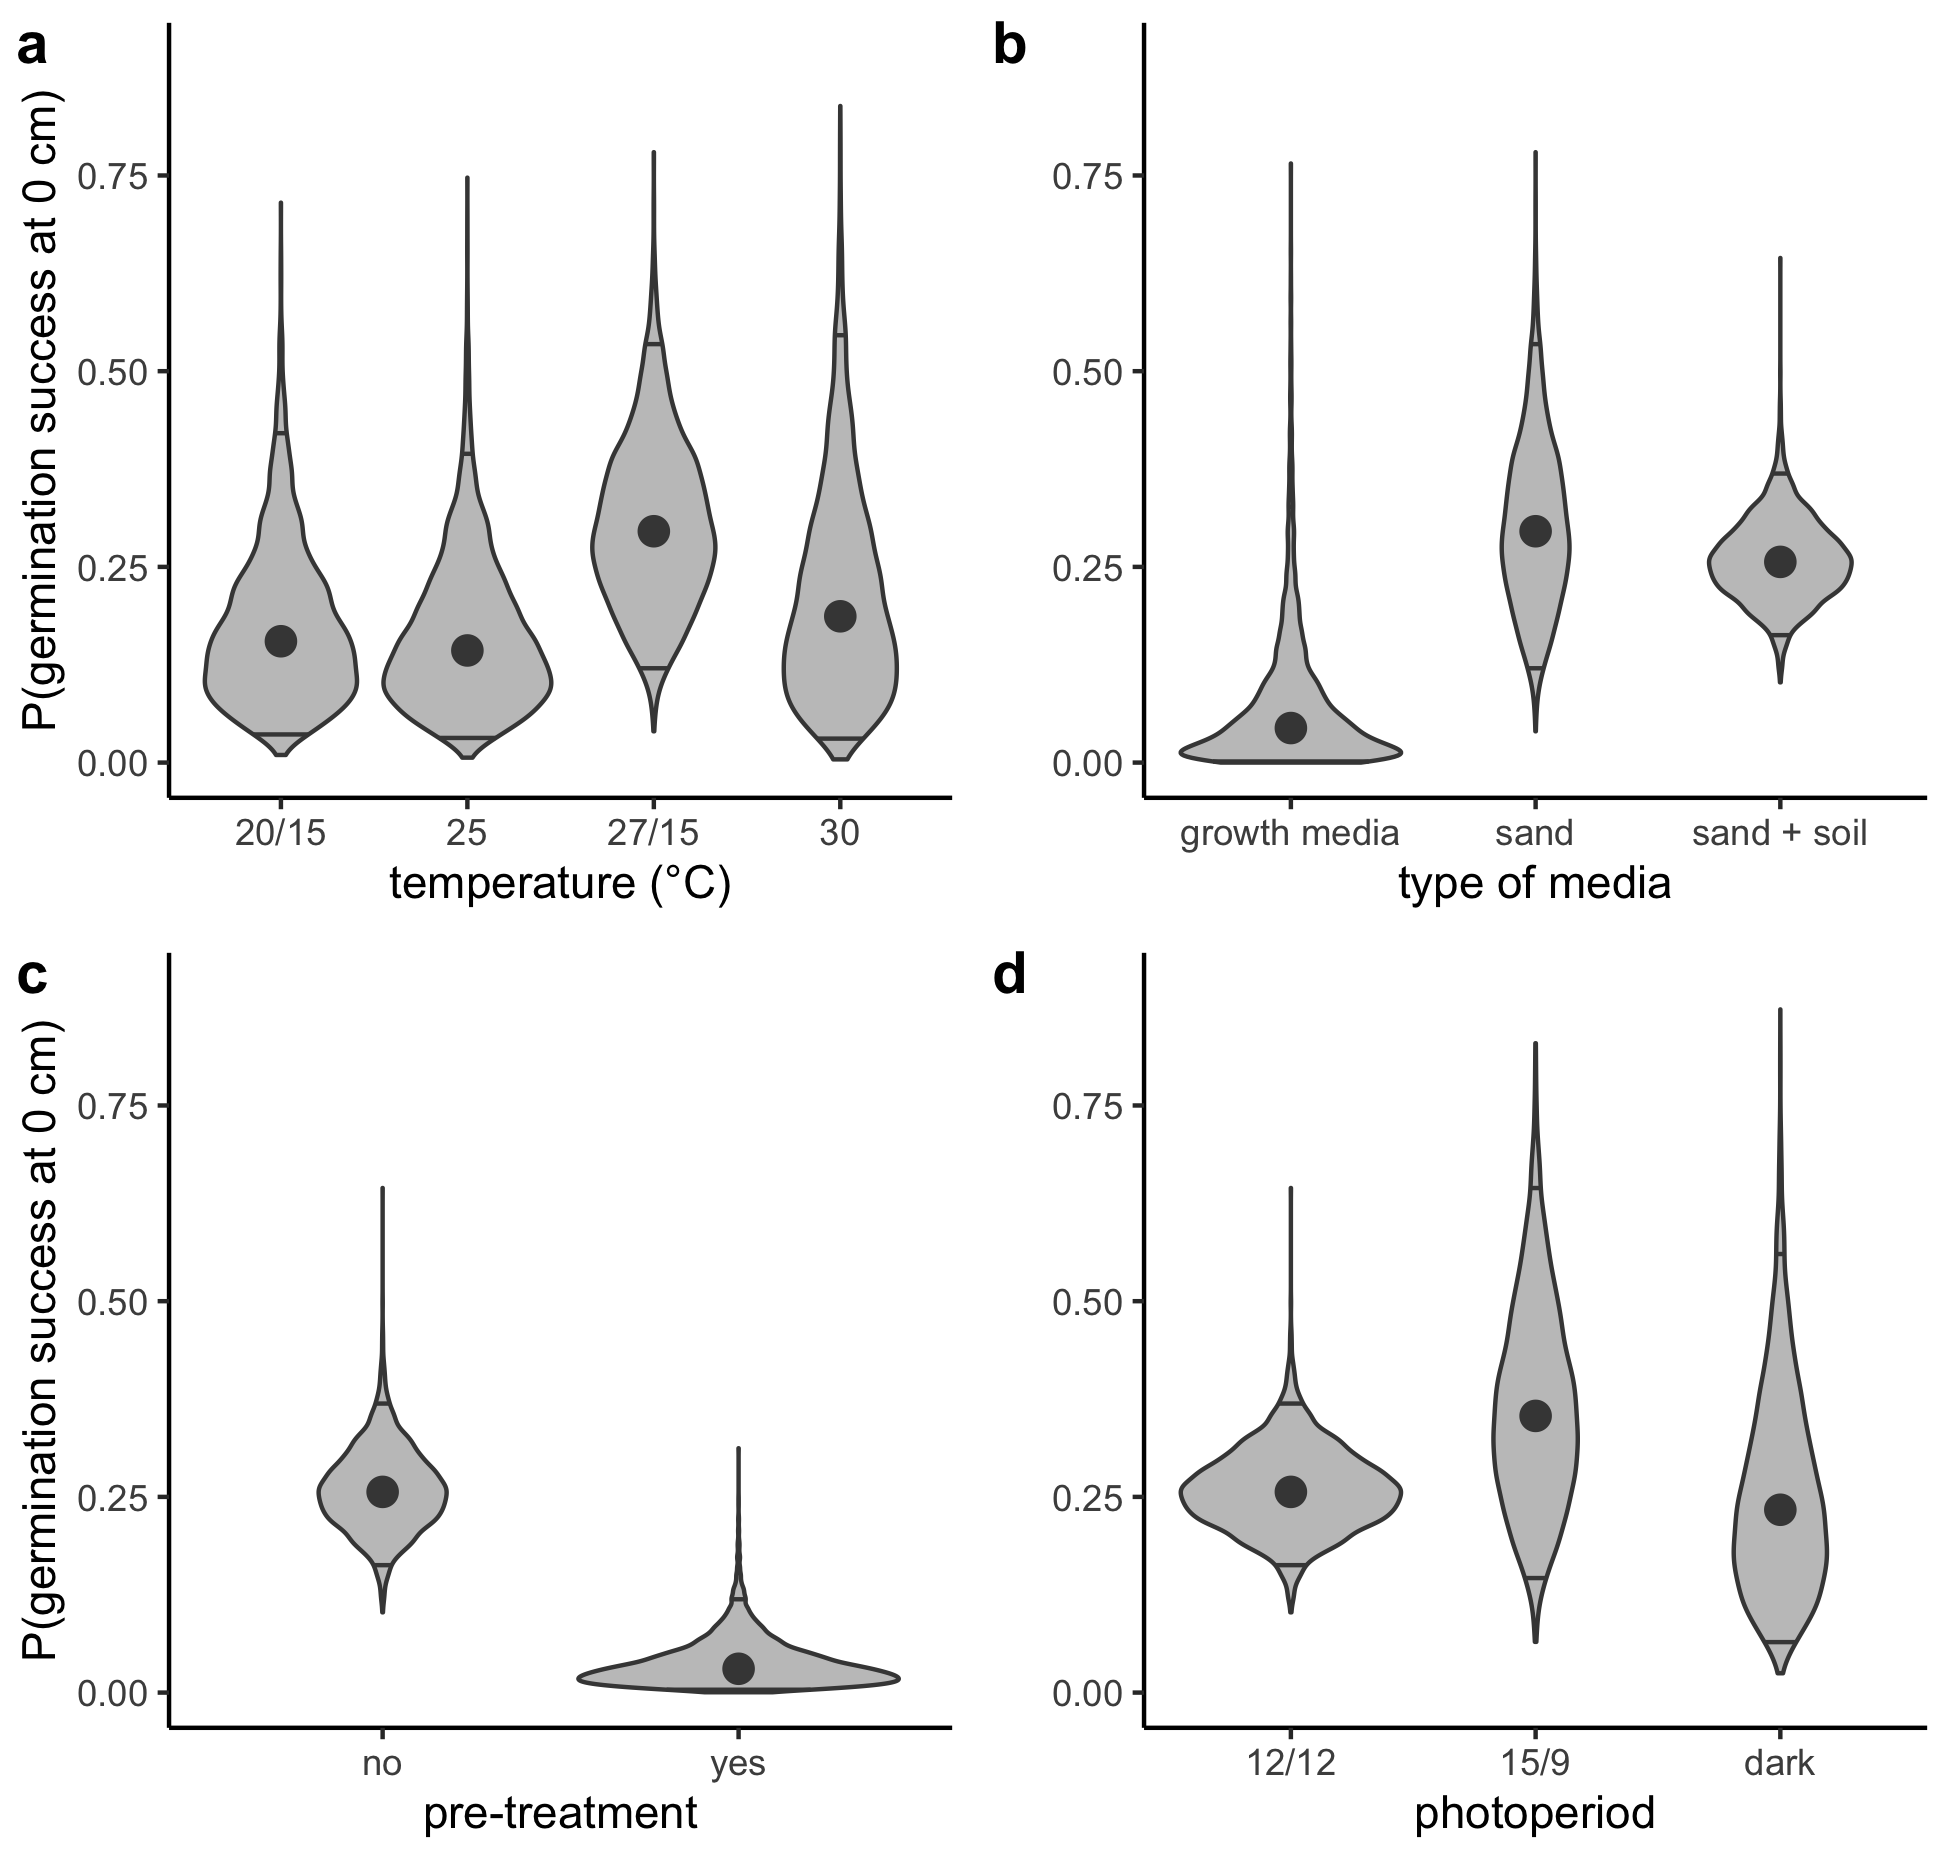 a
P(germination success at 0 cm)
0.75
0.50
0.25
0.00
20/15 25 27/15 30
temperature (°C)
b
0.75
0.50
0.25
0.00
growth media sand sand + soil
type of media
c
P(germination success at 0 cm)
0.75
0.50
0.25
0.00
no yes
pre-treatment
d
0.75
0.50
0.25
0.00
12/12 15/9 dark
photoperiod